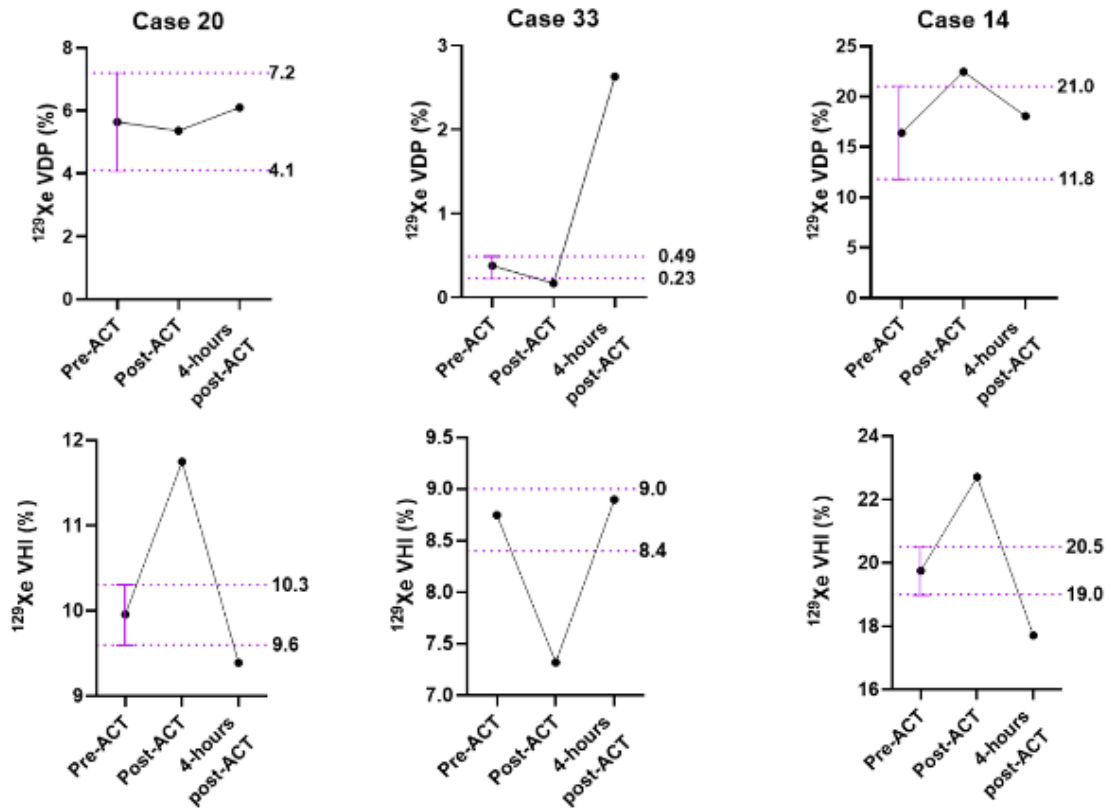 Case 20
Case 33
Case 14
¹²⁹Xe VDP (%)
8
6
4
2
0
7.2
4.1
Pre-ACT
Post-ACT
4-hours
post-ACT
¹²⁹Xe VDP (%)
3
2
1
0
0.49
0.23
Pre-ACT
Post-ACT
4-hours
post-ACT
¹²⁹Xe VDP (%)
25
20
15
10
5
0
21.0
11.8
Pre-ACT
Post-ACT
4-hours
post-ACT
¹²⁹Xe VHI (%)
12
11
10
9
10.3
9.6
Pre-ACT
Post-ACT
4-hours
post-ACT
¹²⁹Xe VHI (%)
9.5
9.0
8.5
8.0
7.5
7.0
9.0
8.4
Pre-ACT
Post-ACT
4-hours
post-ACT
¹²⁹Xe VHI (%)
24
22
20
18
16
20.5
19.0
Pre-ACT
Post-ACT
4-hours
post-ACT